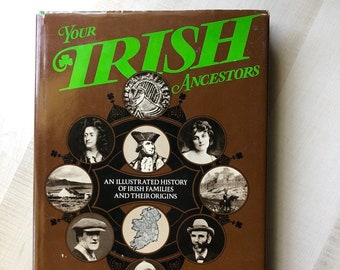 YOUR
IRISH
ANCESTORS
AN ILLUSTRATED HISTORY
OF IRISH FAMILIES
AND THEIR ORIGINS